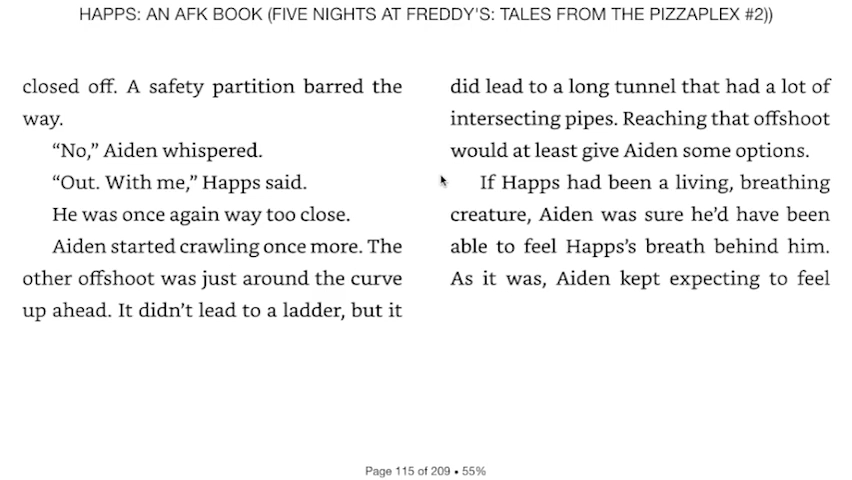 HAPPS: AN AFK BOOK (FIVE NIGHTS AT FREDDY'S: TALES FROM THE PIZZAPLEX #2))
closed off. A safety partition barred the
way.
“No,” Aiden whispered.
“Out. With me,” Happs said.
He was once again way too close.
Aiden started crawling once more. The
other offshoot was just around the curve
up ahead. It didn’t lead to a ladder, but it
did lead to a long tunnel that had a lot of
intersecting pipes. Reaching that offshoot
would at least give Aiden some options.
If Happs had been a living, breathing
creature, Aiden was sure he’d have been
able to feel Happs’s breath behind him.
As it was, Aiden kept expecting to feel
Page 115 of 209 • 55%